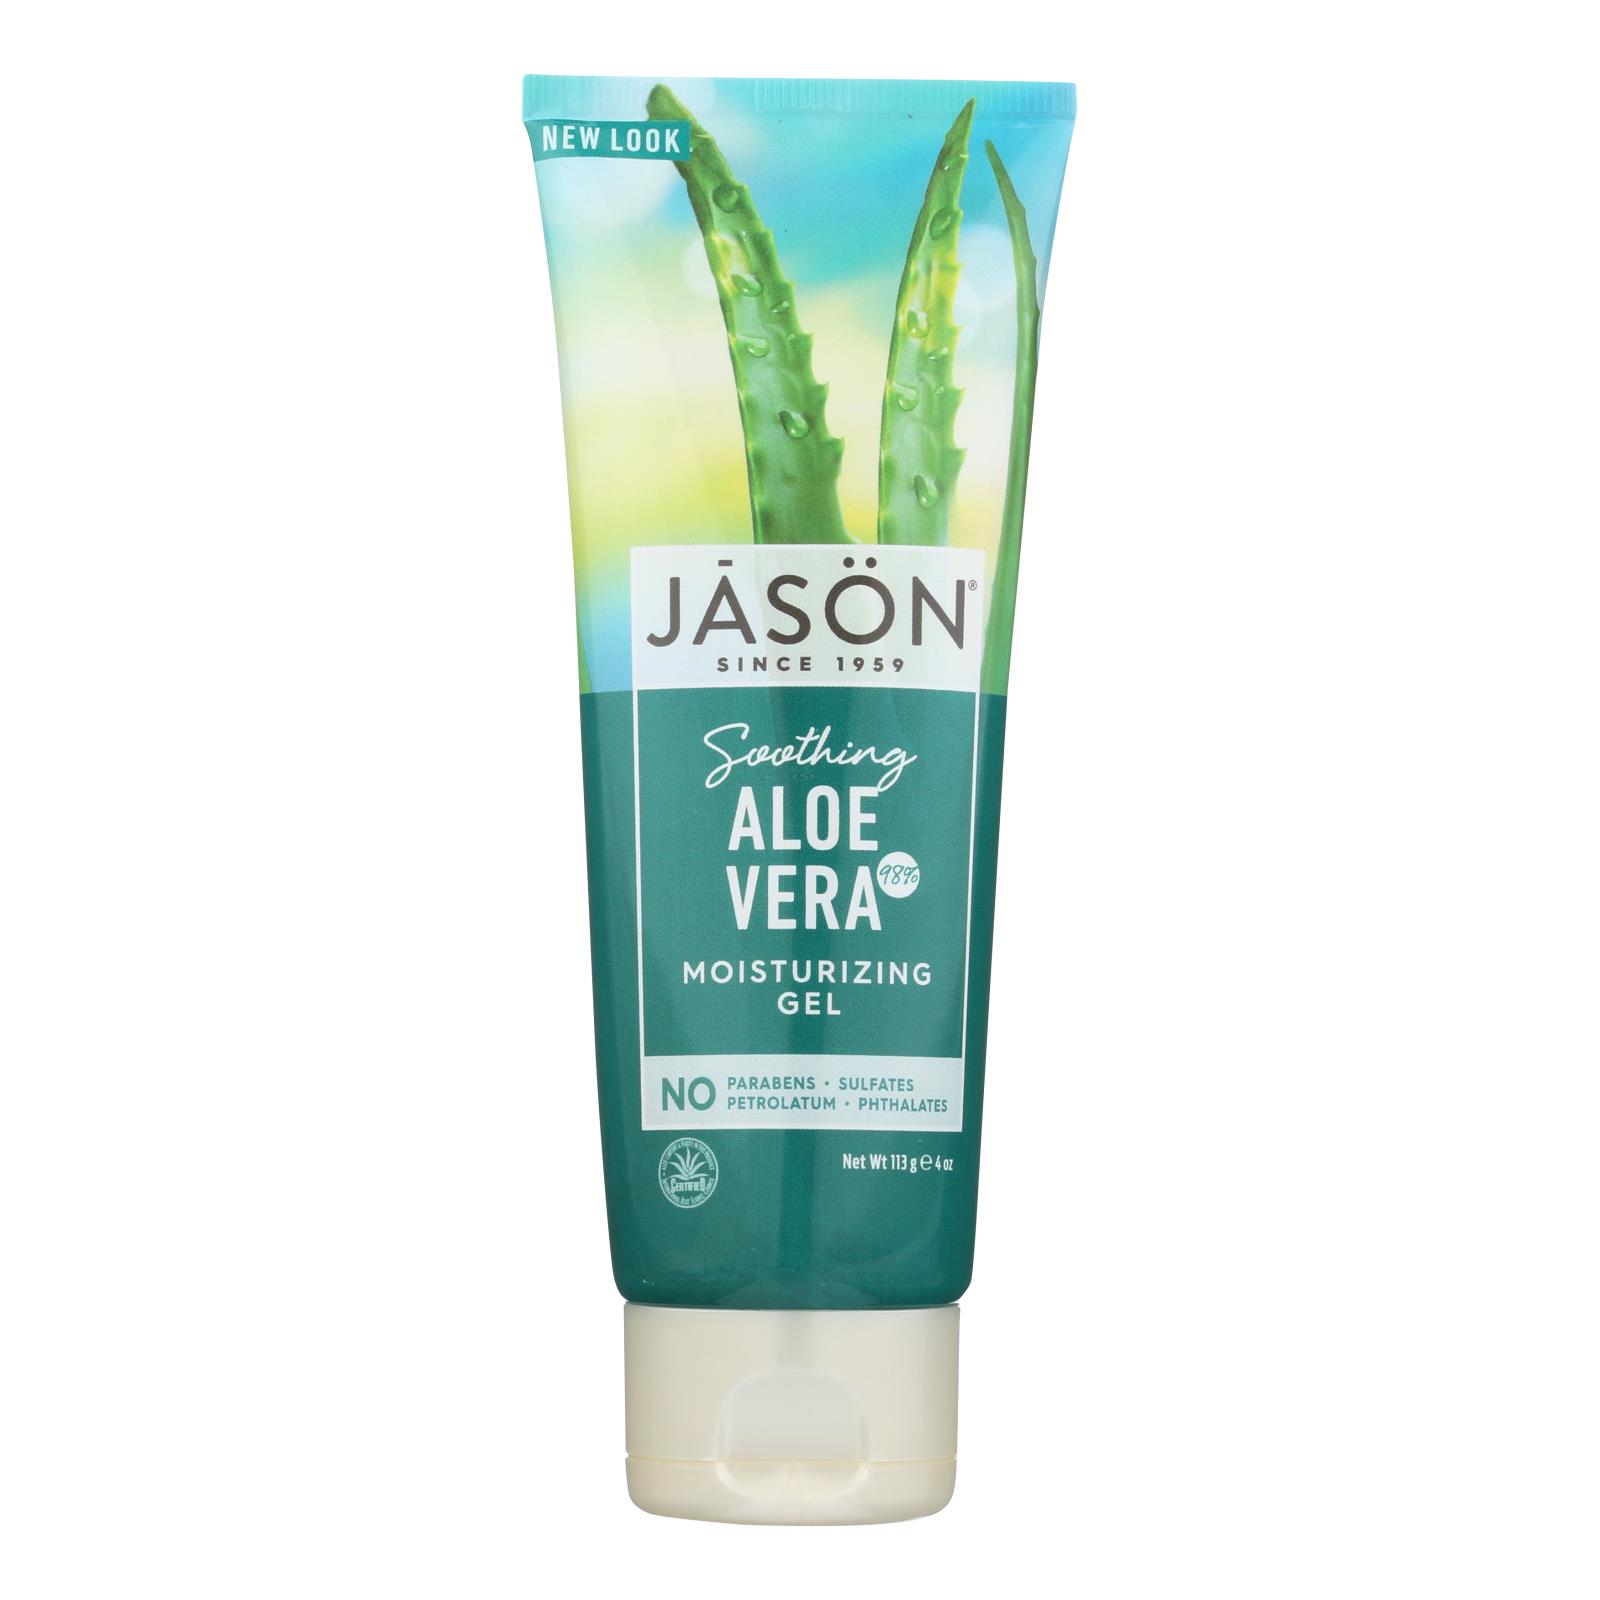 NEW LOOK
JĀSÖN®
SINCE 1959
Soothing
ALOE
VERA 98%
MOISTURIZING
GEL
NO PARABENS • SULFATES
PETROLATUM • PHTHALATES
Net Wt 113 g ℮ 4 oz
CERTIFIED